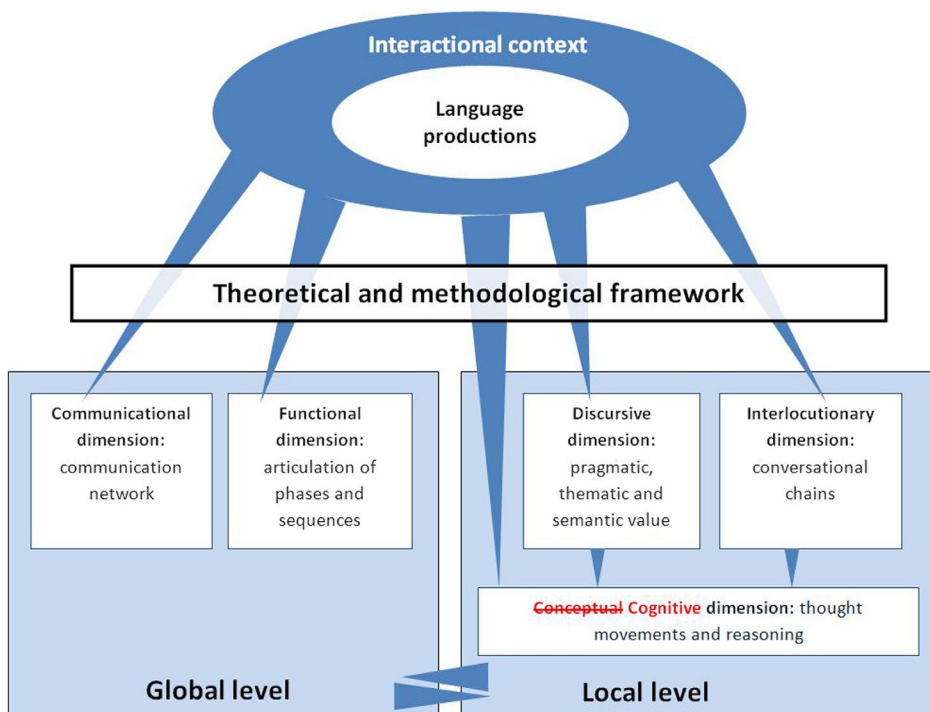 Interactional context
Language
productions
Theoretical and methodological framework
Communicational
dimension:
communication
network
Functional
dimension:
articulation of
phases and
sequences
Discursive
dimension:
pragmatic,
thematic and
semantic value
Interlocutionary
dimension:
conversational
chains
Conceptual Cognitive dimension: thought
movements and reasoning
Global level
Local level